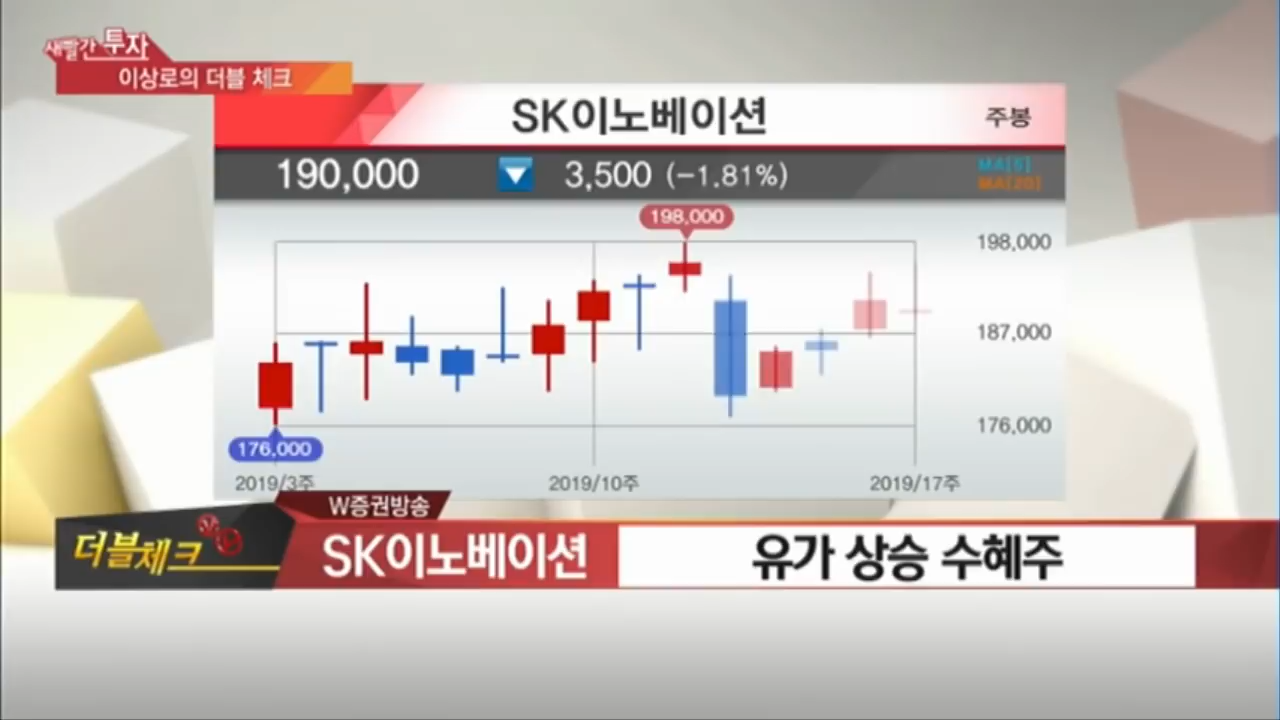 새빨간 투자
이상로의 더블 체크
SK이노베이션
주봉
190,000 ▼ 3,500 (-1.81%)
MA[5]
MA[20]
198,000
198,000
187,000
176,000
176,000
2019/3주 2019/10주 2019/17주
W증권방송
더블체크
SK이노베이션 유가 상승 수혜주